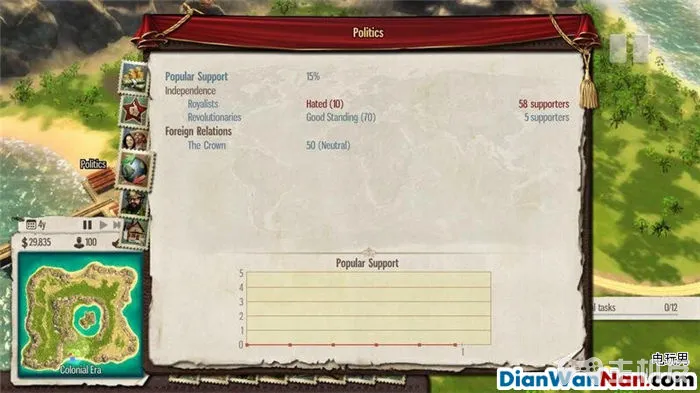 Politics
Popular Support 15%
Independence
Royalists Hated (10) 58 supporters
Revolutionaries Good Standing (70) 5 supporters
Foreign Relations
The Crown 50 (Neutral)
Politics
4y
$29,835 100
Popular Support
5
4
3
2
1
0
1
Colonial Era
tasks 0/12
电玩男
DianWanNan.com